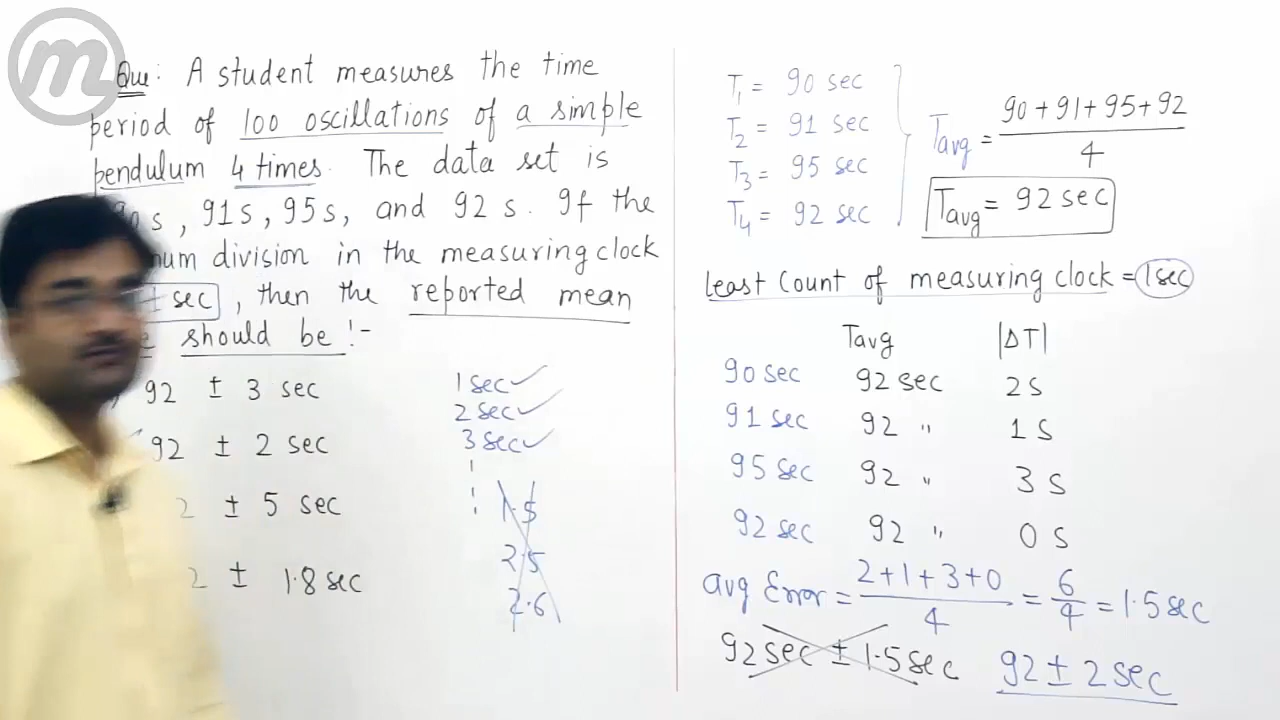 m
Que: A student measures the time
period of 100 oscillations of a simple
pendulum 4 times. The data set is
s, 91s, 95s, and 92 s. If the
division in the measuring clock
sec, then the reported mean
should be !-
92 ± 3 sec
92 ± 2 sec
2 ± 5 sec
2 ± 1.8 sec
1 sec ✓
2 sec ✓
3 sec ✓
1.5
2.5
2.6
T1 = 90 sec
T2 = 91 sec
T3 = 95 sec
T4 = 92 sec
Tavg = 90+91+95+92 / 4
Tavg = 92 sec
Least Count of measuring clock = 1 sec
Tavg |ΔT|
90 sec 92 sec 2 s
91 sec 92 " 1 s
95 sec 92 " 3 s
92 sec 92 " 0 s
avg Error = 2+1+3+0 / 4 = 6/4 = 1.5 sec
92 sec ± 1.5 sec 92 ± 2 sec